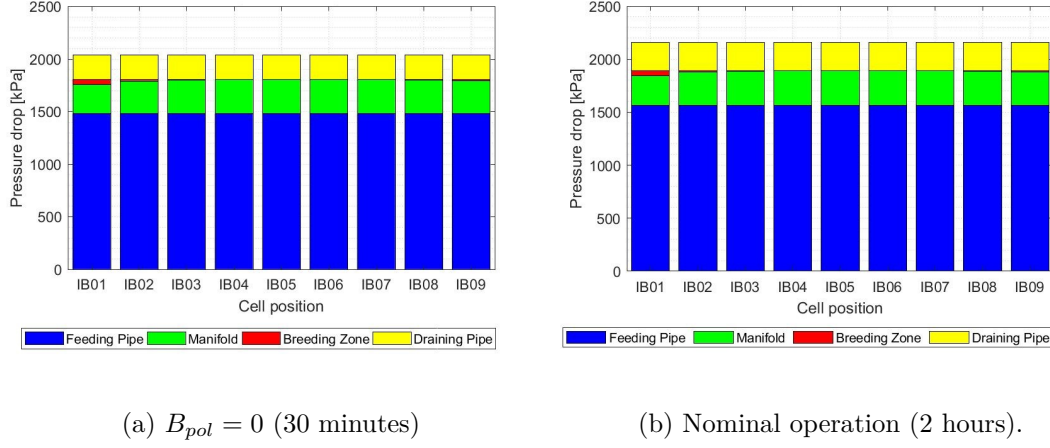 2500
2000
1500
1000
500
0
Pressure drop [kPa]
IB01 IB02 IB03 IB04 IB05 IB06 IB07 IB08 IB09
Cell position
Feeding Pipe Manifold Breeding Zone Draining Pipe
(a) B_{pol} = 0 (30 minutes)
2500
2000
1500
1000
500
0
Pressure drop [kPa]
IB01 IB02 IB03 IB04 IB05 IB06 IB07 IB08 IB09
Cell position
Feeding Pipe Manifold Breeding Zone Draining Pipe
(b) Nominal operation (2 hours).